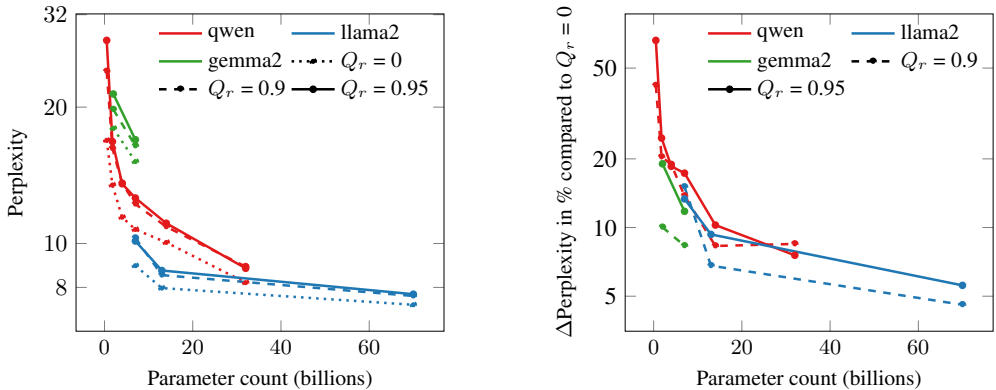 32
20
10
8
Perplexity
0 20 40 60
Parameter count (billions)
qwen llama2
gemma2 Q_r = 0
Q_r = 0.9 Q_r = 0.95
50
20
10
5
ΔPerplexity in % compared to Q_r = 0
0 20 40 60
Parameter count (billions)
qwen llama2
gemma2 Q_r = 0.9
Q_r = 0.95